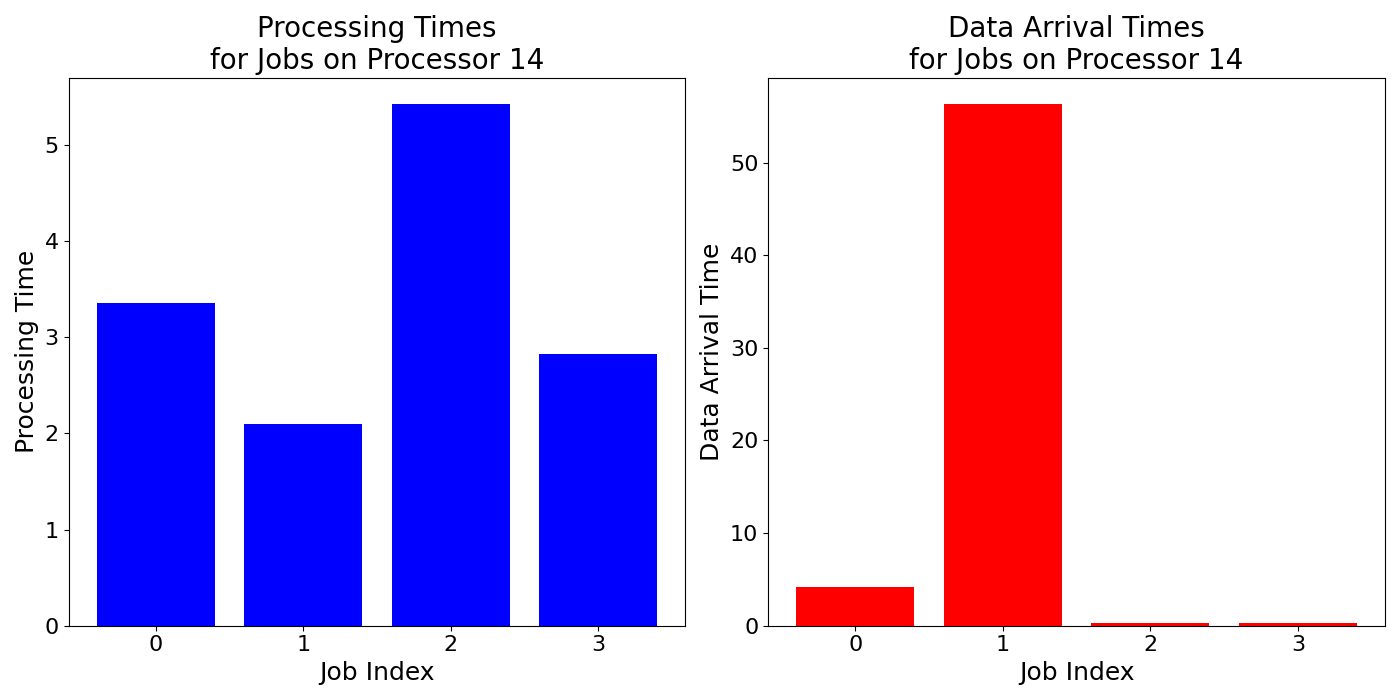 Processing Times
for Jobs on Processor 14
5
4
3
2
1
0
Processing Time
0 1 2 3
Job Index
Data Arrival Times
for Jobs on Processor 14
50
40
30
20
10
0
Data Arrival Time
0 1 2 3
Job Index